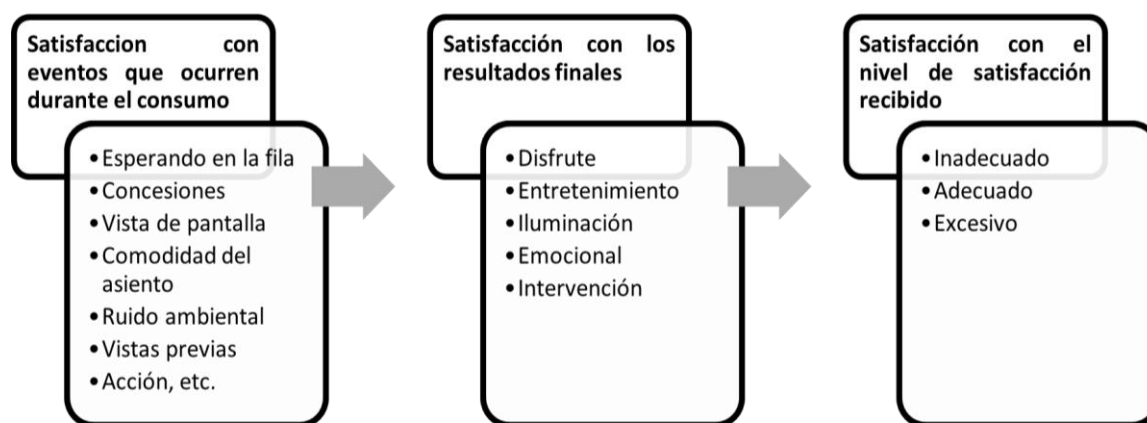 Satisfaccion con
eventos que ocurren
durante el consumo
• Esperando en la fila
• Concesiones
• Vista de pantalla
• Comodidad del
asiento
• Ruido ambiental
• Vistas previas
• Acción, etc.
Satisfacción con los
resultados finales
• Disfrute
• Entretenimiento
• Iluminación
• Emocional
• Intervención
Satisfacción con el
nivel de satisfacción
recibido
• Inadecuado
• Adecuado
• Excesivo